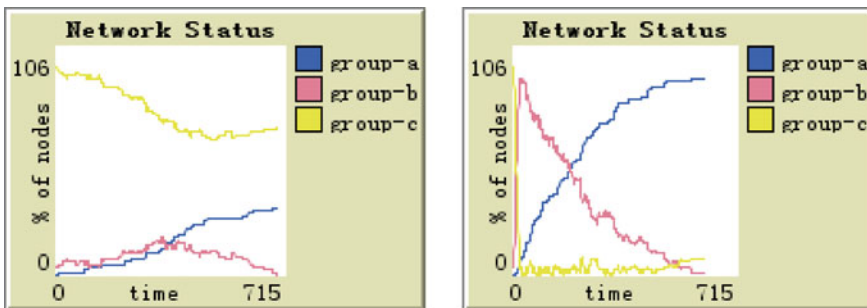 Network Status
106
% of nodes
0
0 time 715
group-a
group-b
group-c
Network Status
106
% of nodes
0
0 time 715
group-a
group-b
group-c